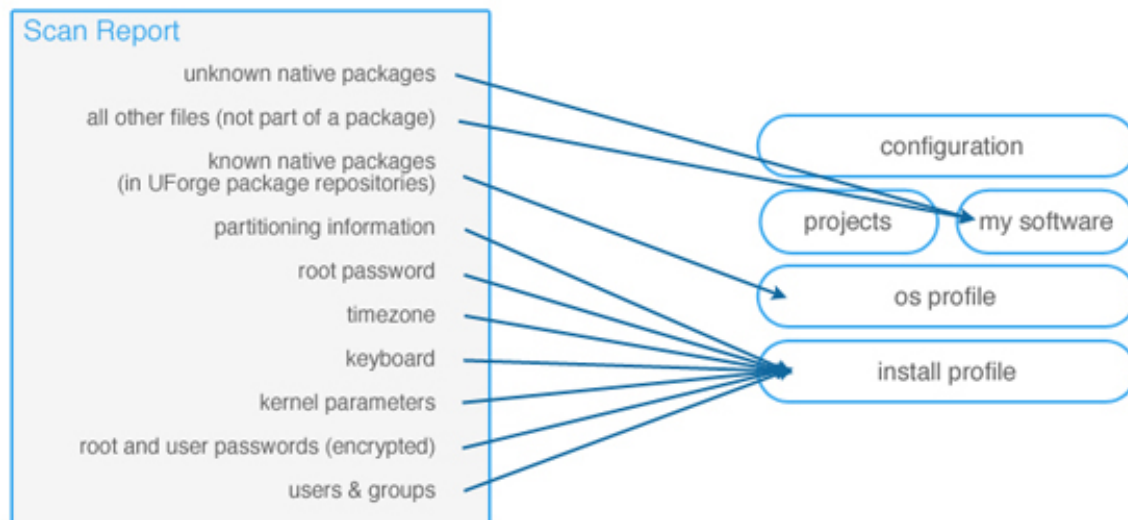 Scan Report
unknown native packages
all other files (not part of a package)
known native packages
(in UForge package repositories)
partitioning information
root password
timezone
keyboard
kernel parameters
root and user passwords (encrypted)
users & groups
configuration
projects
my software
os profile
install profile